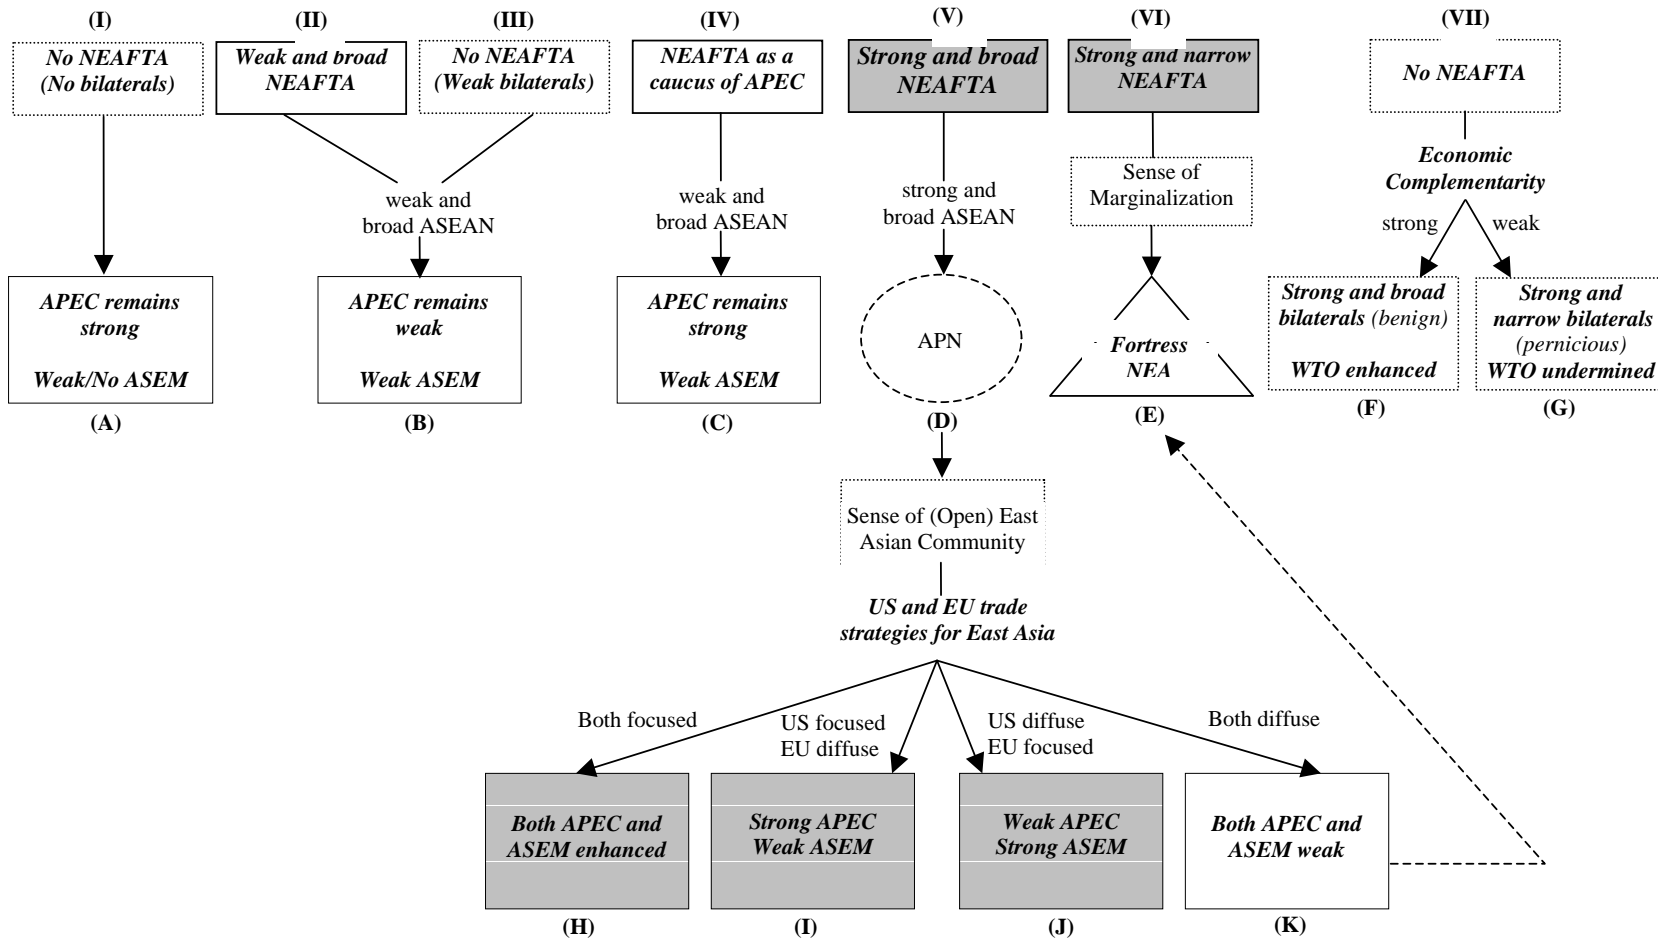 (I)
No NEAFTA
(No bilaterals)
(II)
Weak and broad
NEAFTA
(III)
No NEAFTA
(Weak bilaterals)
(IV)
NEAFTA as a
caucus of APEC
(V)
Strong and broad
NEAFTA
(VI)
Strong and narrow
NEAFTA
(VII)
No NEAFTA
weak and
broad ASEAN
weak and
broad ASEAN
strong and
broad ASEAN
Sense of
Marginalization
Economic
Complementarity
strong
weak
APEC remains
strong
Weak/No ASEM
(A)
APEC remains
weak
Weak ASEM
(B)
APEC remains
strong
Weak ASEM
(C)
APN
(D)
Fortress
NEA
(E)
Strong and broad
bilaterals (benign)
WTO enhanced
(F)
Strong and
narrow bilaterals
(pernicious)
WTO undermined
(G)
Sense of (Open) East
Asian Community
US and EU trade
strategies for East Asia
Both focused
US focused
EU diffuse
US diffuse
EU focused
Both diffuse
Both APEC and
ASEM enhanced
(H)
Strong APEC
Weak ASEM
(I)
Weak APEC
Strong ASEM
(J)
Both APEC and
ASEM weak
(K)